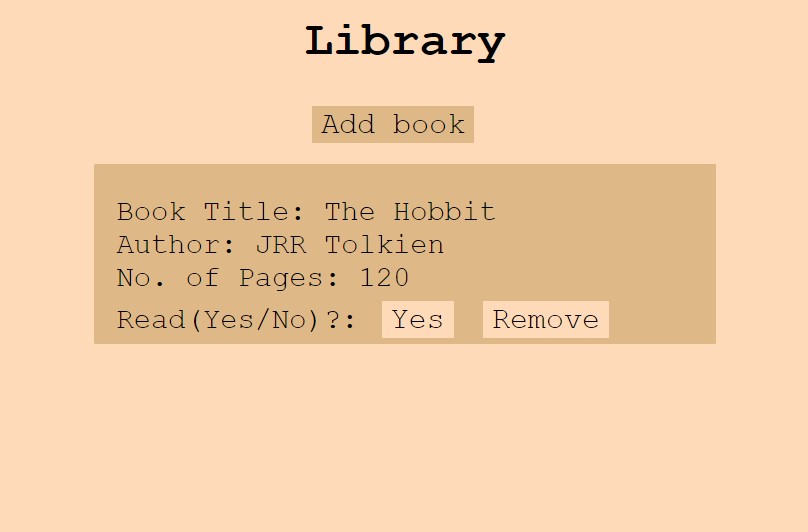 Library
Add book
Book Title: The Hobbit
Author: JRR Tolkien
No. of Pages: 120
Read(Yes/No)?: Yes Remove